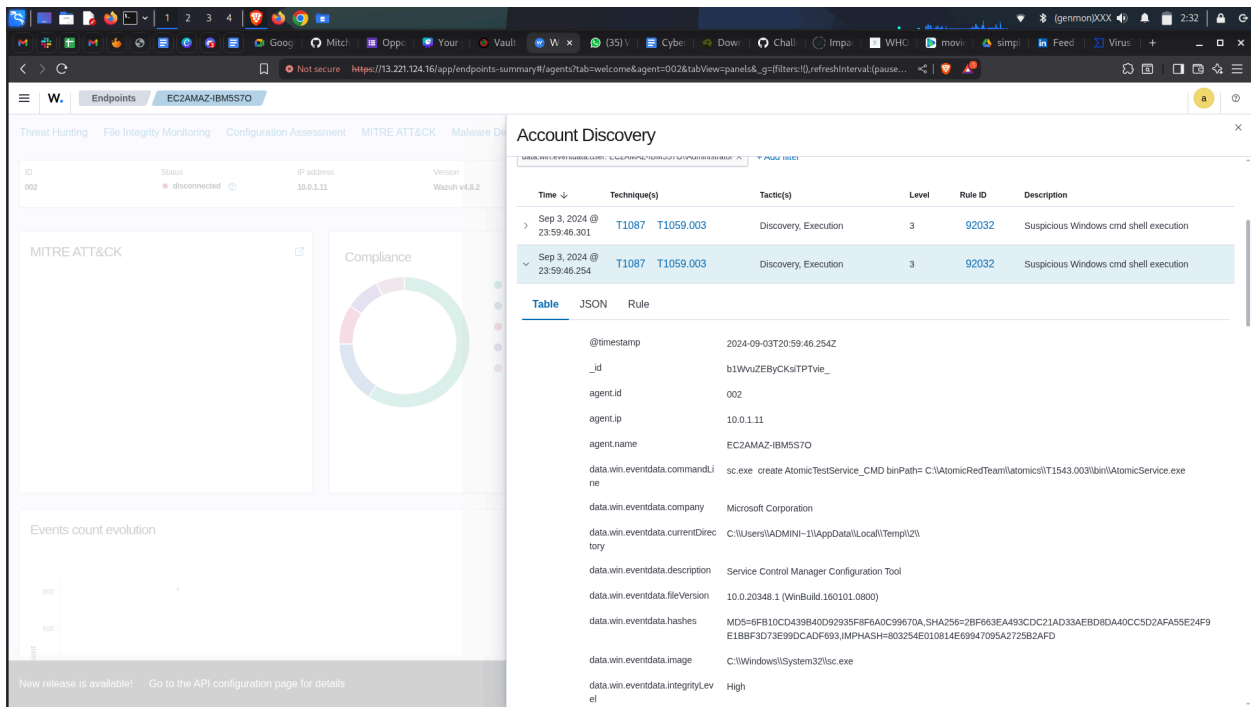 1 2 3 4
(genmon)XXX 2:32
Goog Mitch Oppo Your Vault W × (35) Cyber Dowr Chall Impac WHO movie simpl Feed Virus +
Not secure https://13.221.124.16/app/endpoints-summary#/agents?tab=welcome&agent=002&tabView=panels&_g=(filters:!(),refreshInterval:(pause...
W. Endpoints EC2AMAZ-IBM5S7O a
Threat Hunting File Integrity Monitoring Configuration Assessment MITRE ATT&CK Malware De
ID Status IP address Version
002 disconnected 10.0.1.11 Wazuh v4.8.2
MITRE ATT&CK
Compliance
Events count evolution
800
600
New release is available! Go to the API configuration page for details
Account Discovery
data.win.eventdata.user: EC2AMAZ-IBM5S7O\\Administrator × + Add filter
Time ↓ Technique(s) Tactic(s) Level Rule ID Description
Sep 3, 2024 @
23:59:46.301 T1087 T1059.003 Discovery, Execution 3 92032 Suspicious Windows cmd shell execution
Sep 3, 2024 @
23:59:46.254 T1087 T1059.003 Discovery, Execution 3 92032 Suspicious Windows cmd shell execution
Table JSON Rule
@timestamp 2024-09-03T20:59:46.254Z
_id b1WvuZEByCKsiTPTvie_
agent.id 002
agent.ip 10.0.1.11
agent.name EC2AMAZ-IBM5S7O
data.win.eventdata.commandLi
ne sc.exe create AtomicTestService_CMD binPath= C:\\AtomicRedTeam\\atomics\\T1543.003\\bin\\AtomicService.exe
data.win.eventdata.company Microsoft Corporation
data.win.eventdata.currentDirec
tory C:\\Users\\ADMINI~1\\AppData\\Local\\Temp\\2\\
data.win.eventdata.description Service Control Manager Configuration Tool
data.win.eventdata.fileVersion 10.0.20348.1 (WinBuild.160101.0800)
data.win.eventdata.hashes MD5=6FB10CD439B40D92935F8F6A0C99670A,SHA256=2BF663EA493CDC21AD33AEBD8DA40CC5D2AFA55E24F9
E1BBF3D73E99DCADF693,IMPHASH=803254E010814E69947095A2725B2AFD
data.win.eventdata.image C:\\Windows\\System32\\sc.exe
data.win.eventdata.integrityLev
el High